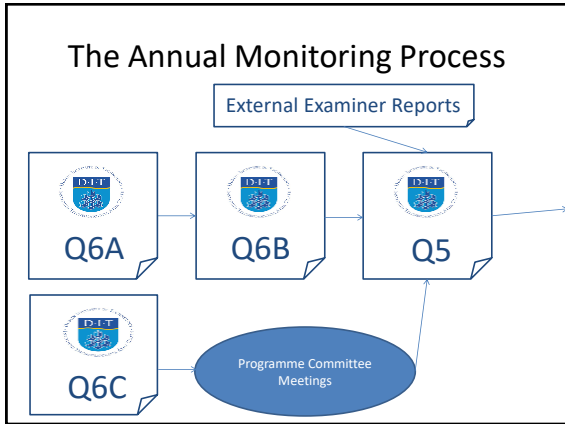 The Annual Monitoring Process
External Examiner Reports
D·I·T
Q6A
D·I·T
Q6B
D·I·T
Q5
D·I·T
Q6C
Programme Committee
Meetings